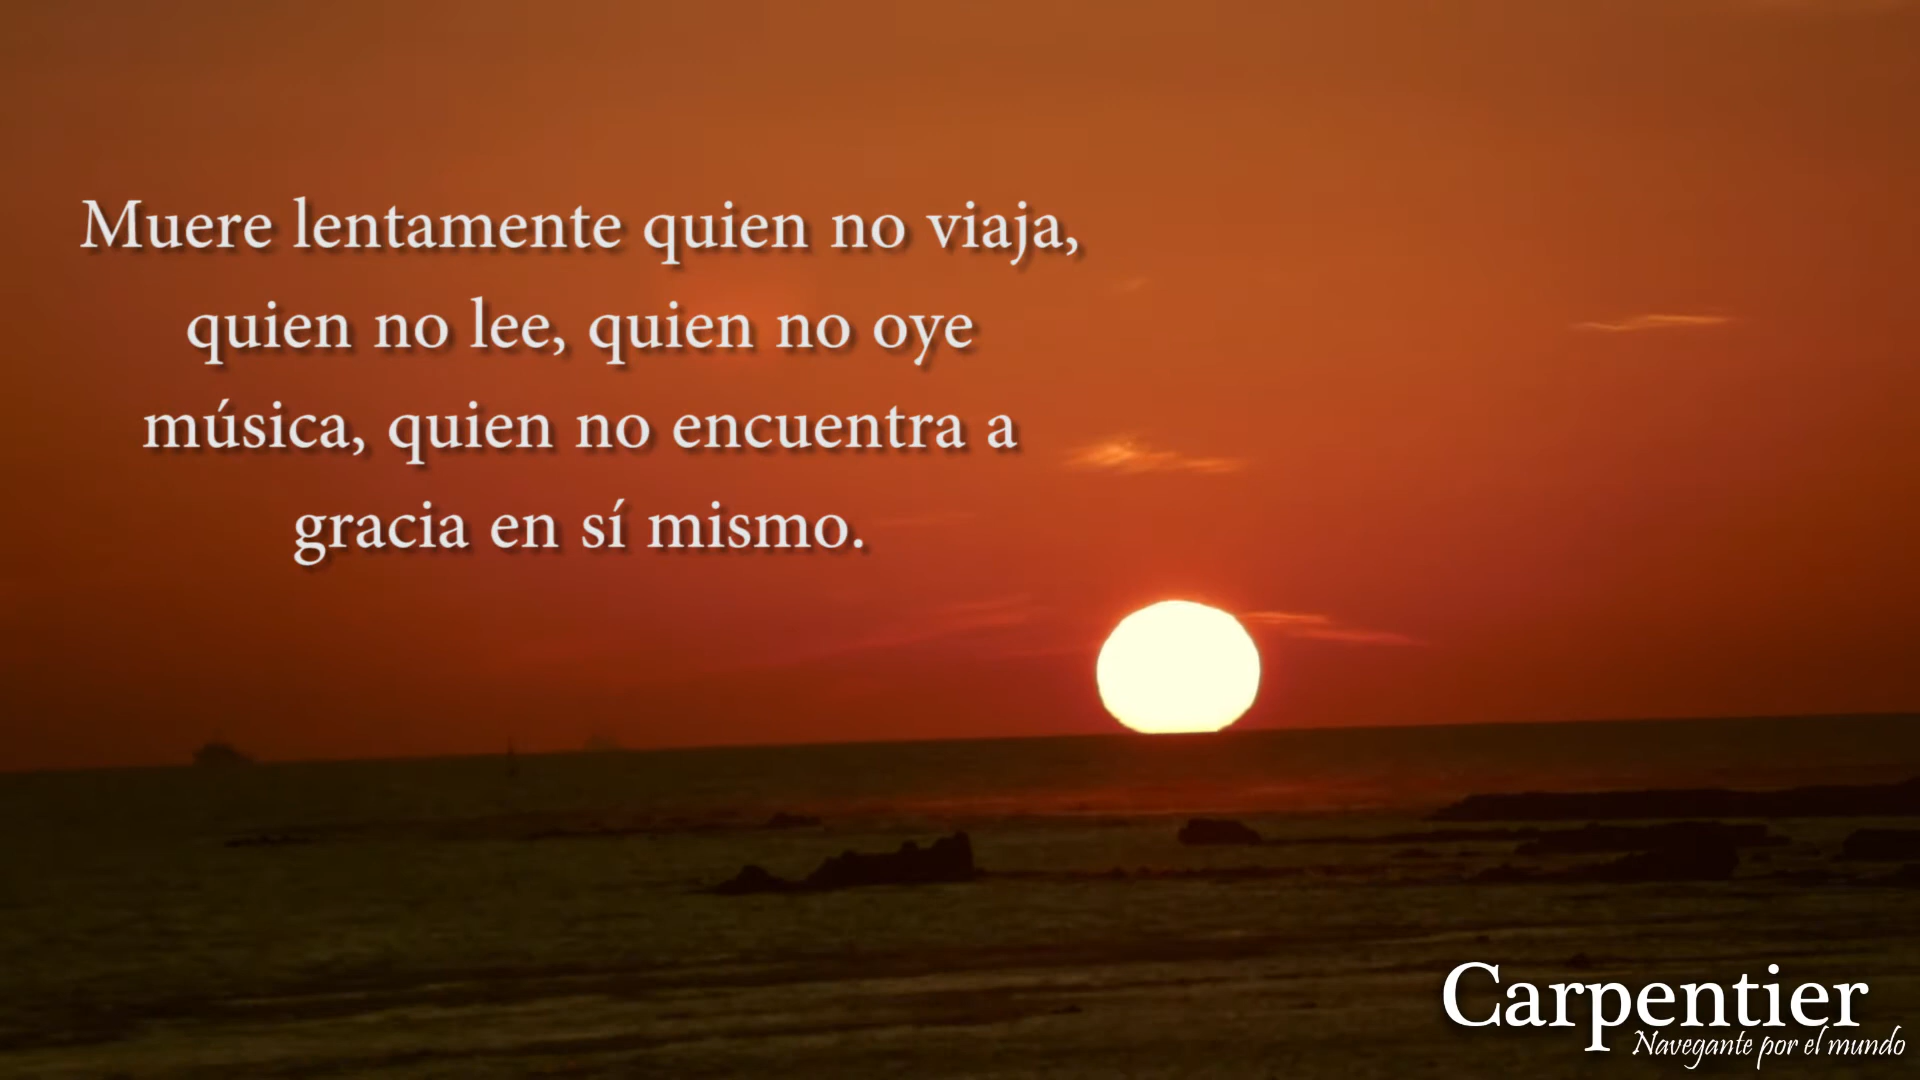 Muere lentamente quien no viaja,
quien no lee, quien no oye
música, quien no encuentra a
gracia en sí mismo.
Carpentier
Navegante por el mundo